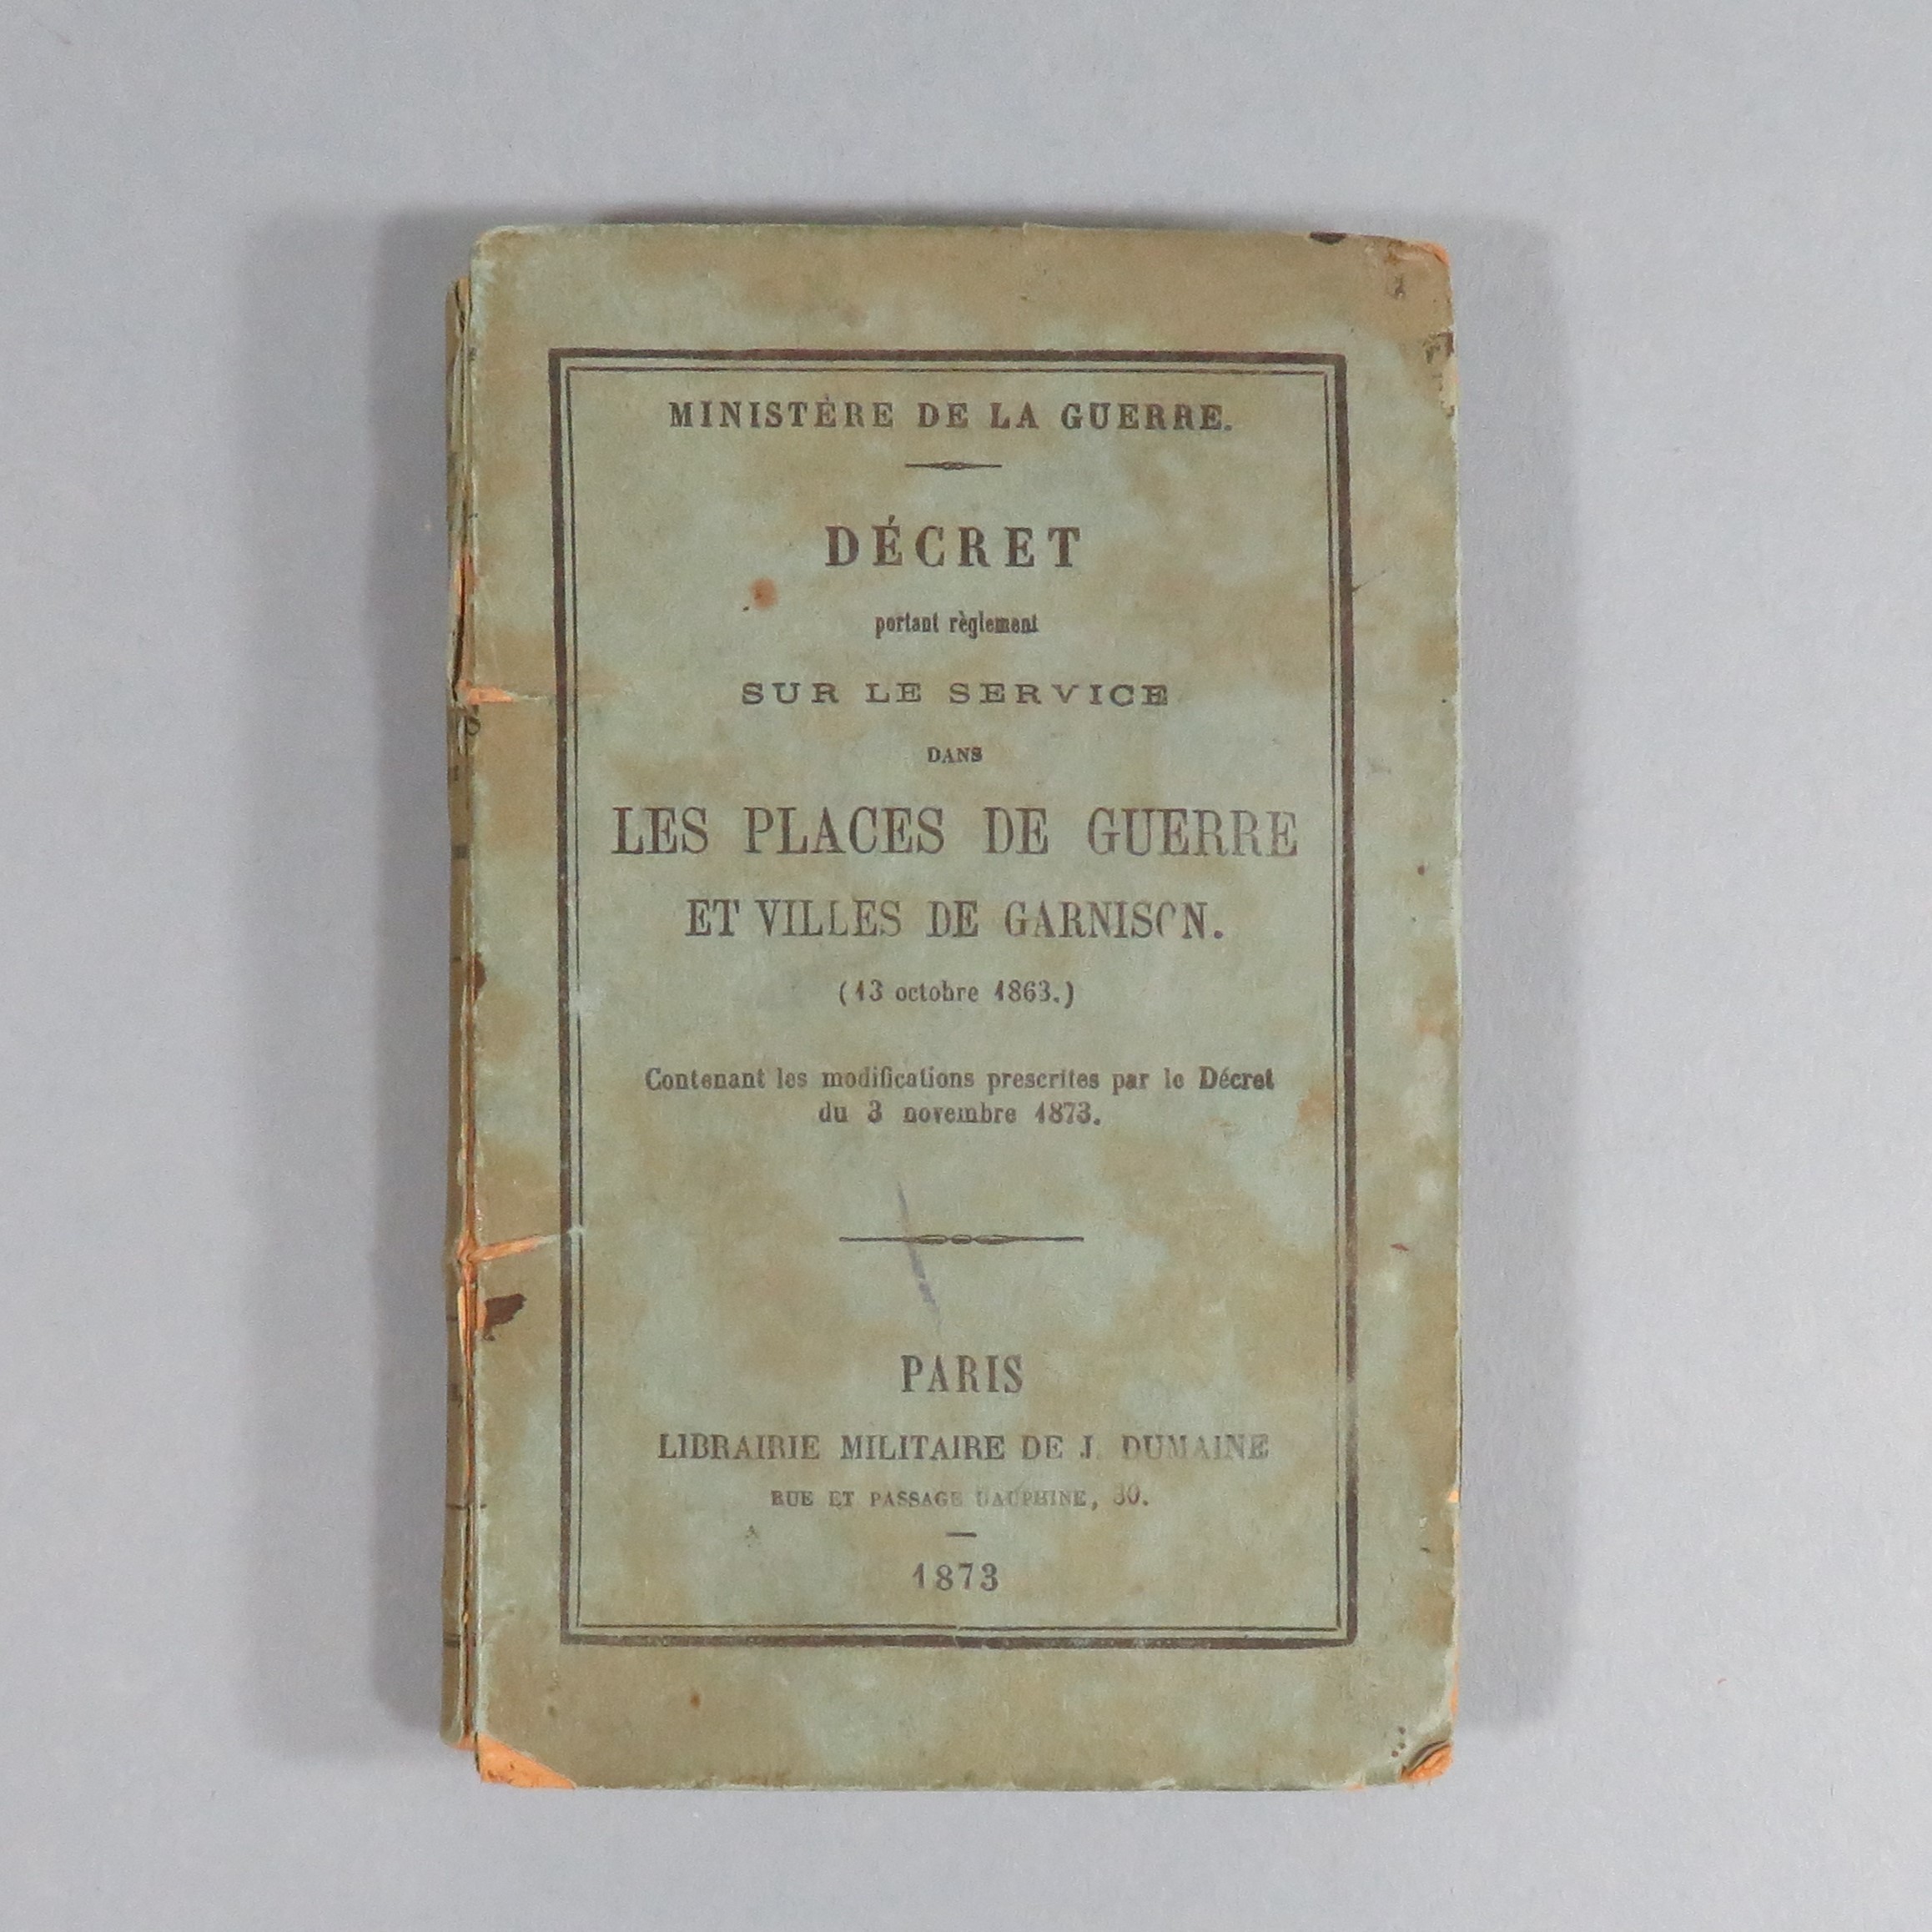 MINISTÈRE DE LA GUERRE.
DÉCRET
portant règlement
SUR LE SERVICE
DANS
LES PLACES DE GUERRE
ET VILLES DE GARNISON.
(13 octobre 1863.)
Contenant les modifications prescrites par le Décret
du 3 novembre 1873.
PARIS
LIBRAIRIE MILITAIRE DE J. DUMAINE
RUE ET PASSAGE DAUPHINE, 30.
1873